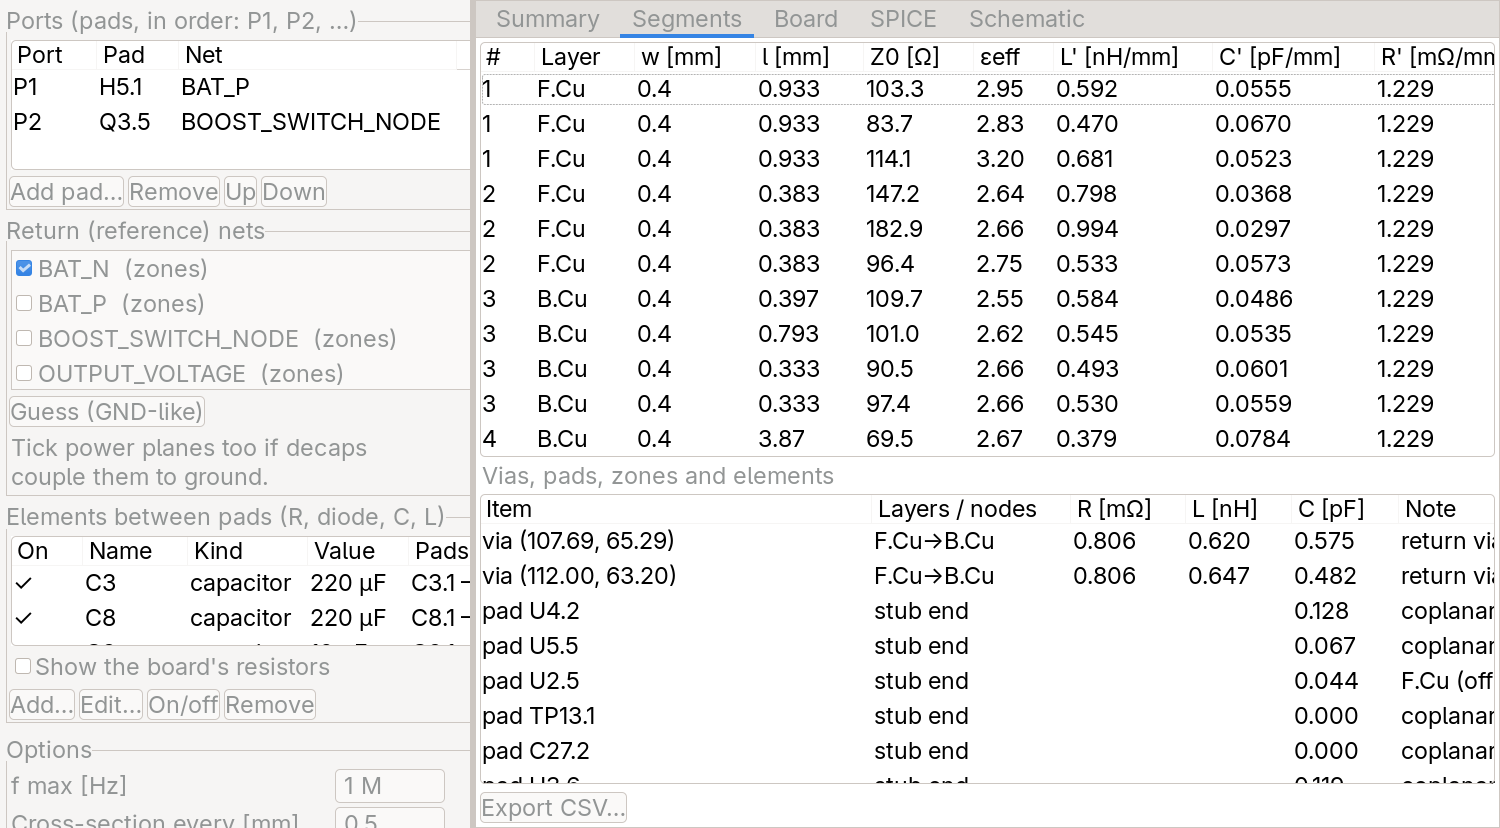 Ports (pads, in order: P1, P2, ...)
Port Pad Net
P1 H5.1 BAT_P
P2 Q3.5 BOOST_SWITCH_NODE
Add pad... Remove Up Down
Return (reference) nets
BAT_N (zones)
BAT_P (zones)
BOOST_SWITCH_NODE (zones)
OUTPUT_VOLTAGE (zones)
Guess (GND-like)
Tick power planes too if decaps
couple them to ground.
Elements between pads (R, diode, C, L)
On Name Kind Value Pads
✓ C3 capacitor 220 µF C3.1
✓ C8 capacitor 220 µF C8.1
Show the board's resistors
Add... Edit... On/off Remove
Options
f max [Hz] 1 M
Cross-section every [mm] 0.5
Summary Segments Board SPICE Schematic
# Layer w [mm] l [mm] Z0 [Ω] εeff L' [nH/mm] C' [pF/mm] R' [mΩ/mm
1 F.Cu 0.4 0.933 103.3 2.95 0.592 0.0555 1.229
1 F.Cu 0.4 0.933 83.7 2.83 0.470 0.0670 1.229
1 F.Cu 0.4 0.933 114.1 3.20 0.681 0.0523 1.229
2 F.Cu 0.4 0.383 147.2 2.64 0.798 0.0368 1.229
2 F.Cu 0.4 0.383 182.9 2.66 0.994 0.0297 1.229
2 F.Cu 0.4 0.383 96.4 2.75 0.533 0.0573 1.229
3 B.Cu 0.4 0.397 109.7 2.55 0.584 0.0486 1.229
3 B.Cu 0.4 0.793 101.0 2.62 0.545 0.0535 1.229
3 B.Cu 0.4 0.333 90.5 2.66 0.493 0.0601 1.229
3 B.Cu 0.4 0.333 97.4 2.66 0.530 0.0559 1.229
4 B.Cu 0.4 3.87 69.5 2.67 0.379 0.0784 1.229
Vias, pads, zones and elements
Item Layers / nodes R [mΩ] L [nH] C [pF] Note
via (107.69, 65.29) F.Cu→B.Cu 0.806 0.620 0.575 return via
via (112.00, 63.20) F.Cu→B.Cu 0.806 0.647 0.482 return via
pad U4.2 stub end 0.128 coplanar
pad U5.5 stub end 0.067 coplanar
pad U2.5 stub end 0.044 F.Cu (off
pad TP13.1 stub end 0.000 coplanar
pad C27.2 stub end 0.000 coplanar
Export CSV...